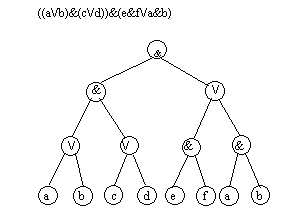 ((aVb)&(cVd))&(e&fVa&b)
&
& V
V V & &
a b c d e f a b